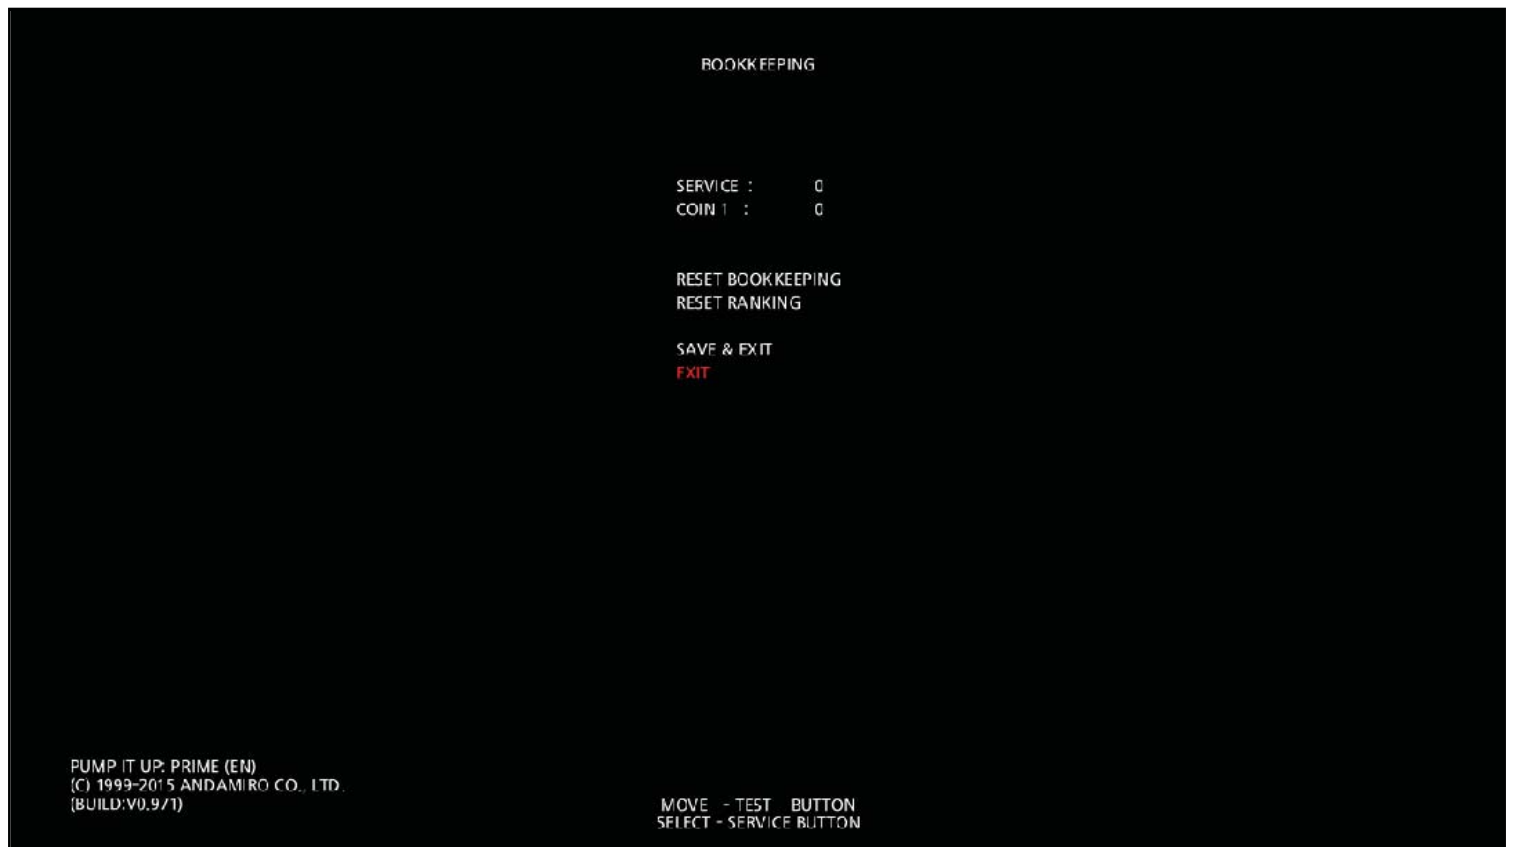 BOOKKEEPING
SERVICE : 0
COIN 1 : 0
RESET BOOKKEEPING
RESET RANKING
SAVE & EXIT
EXIT
PUMP IT UP: PRIME (EN)
(C) 1999-2015 ANDAMIRO CO., LTD.
(BUILD:V0.971)
MOVE - TEST BUTTON
SELECT - SERVICE BUTTON